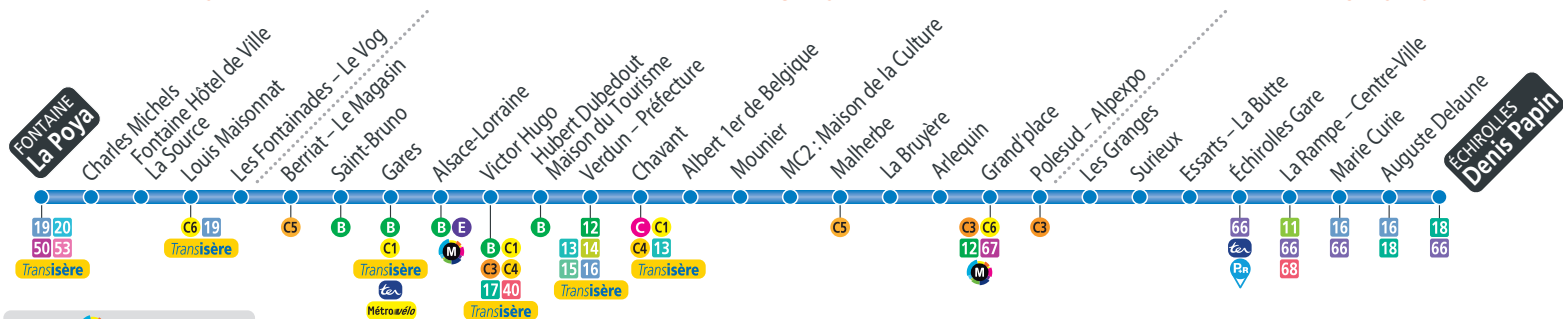 FONTAINE
La Poya
Charles Michels
Fontaine Hôtel de Ville
La Source
Louis Maisonnat
Les Fontainades – Le Vog
Berriat – Le Magasin
Saint-Bruno
Gares
Alsace-Lorraine
Victor Hugo
Hubert Dubedout
Maison du Tourisme
Verdun – Préfecture
Chavant
Albert 1er de Belgique
Mounier
MC2 : Maison de la Culture
Malherbe
La Bruyère
Arlequin
Grand'place
Polesud – Alpexpo
Les Granges
Surieux
Essarts – La Butte
Échirolles Gare
La Rampe – Centre-Ville
Marie Curie
Auguste Delaune
ÉCHIROLLES
Denis Papin
19 20
50 53
Transisère
C6 19
Transisère
C5
B
B
C1
Transisère
ter
Métrovélo
B E
M
B C1
C3 C4
17 40
Transisère
B
12
13 14
15 16
Transisère
C C1
C4 13
Transisère
C5
C3 C6
12 67
M
C3
66
ter
P+R
11
66
68
16
66
16
18
18
66